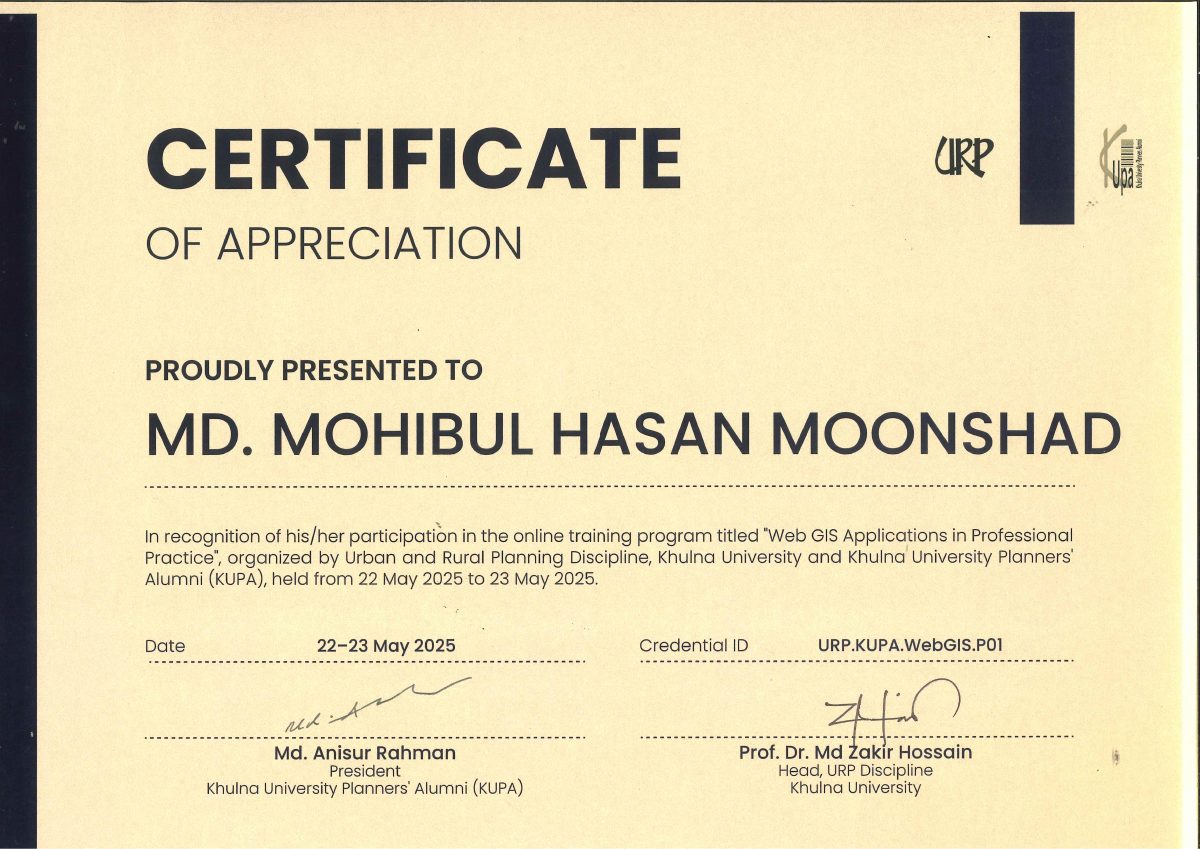 CERTIFICATE
OF APPRECIATION
URP
Kupa
PROUDLY PRESENTED TO
MD. MOHIBUL HASAN MOONSHAD
In recognition of his/her participation in the online training program titled "Web GIS Applications in Professional
Practice", organized by Urban and Rural Planning Discipline, Khulna University and Khulna University Planners'
Alumni (KUPA), held from 22 May 2025 to 23 May 2025.
Date 22–23 May 2025
Credential ID URP.KUPA.WebGIS.P01
Md. Anisur Rahman
President
Khulna University Planners' Alumni (KUPA)
Prof. Dr. Md Zakir Hossain
Head, URP Discipline
Khulna University